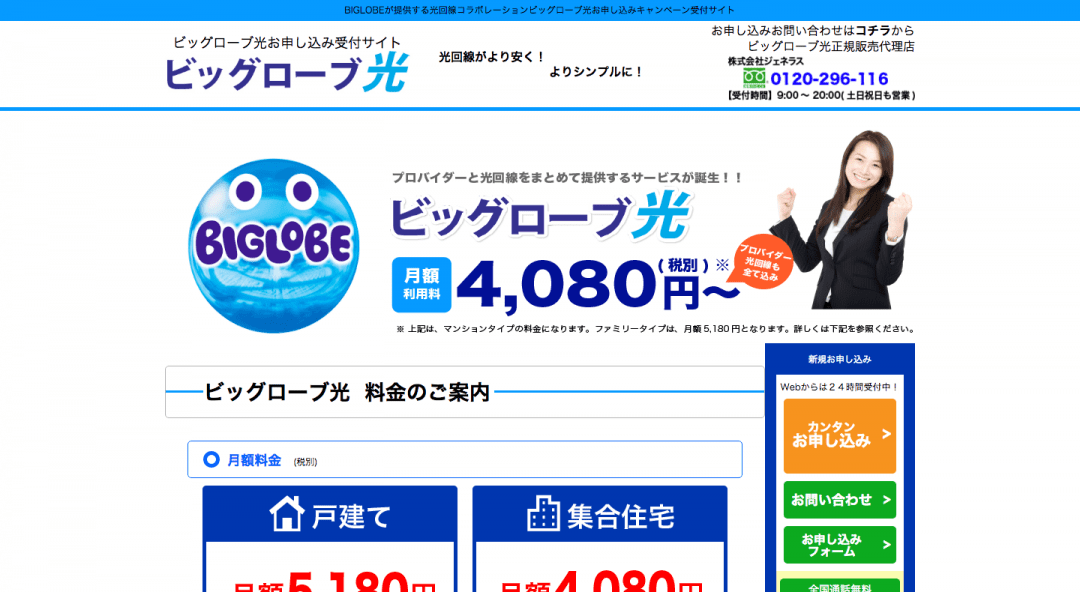 BIGLOBEが提供する光回線コラボレーションビッグローブ光お申し込みキャンペーン受付サイト
ビッグローブ光お申し込み受付サイト
ビッグローブ光
光回線がより安く！
よりシンプルに！
お申し込みお問い合わせはコチラから
ビッグローブ光正規販売代理店
株式会社ジェネラス
0120-296-116
【受付時間】9:00～20:00(土日祝日も営業)
BIGLOBE
プロバイダーと光回線をまとめて提供するサービスが誕生！！
ビッグローブ光
月額
利用料
4,080円～
(税別)※
プロバイダー
光回線も
全て込み
※ 上記は、マンションタイプの料金になります。ファミリータイプは、月額 5,180 円となります。詳しくは下記を参照ください。
ビッグローブ光 料金のご案内
月額料金 (税別)
戸建て
月額5,180円
集合住宅
月額4,080円
新規お申し込み
Webからは２４時間受付中！
カンタン
お申し込み >
お問い合わせ >
お申し込み
フォーム >
全国通話無料